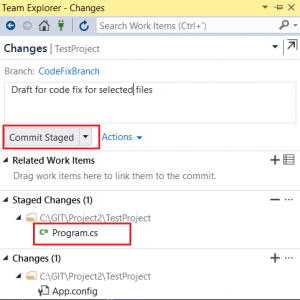 Team Explorer - Changes
Search Work Items (Ctrl+')
Changes | TestProject
Branch: CodeFixBranch
Draft for code fix for selected files
Commit Staged Actions
Related Work Items
Drag work items here to link them to the commit.
Staged Changes (1)
C:\GIT\Project2\TestProject
C# Program.cs
Changes (1)
C:\GIT\Project2\TestProject
App.config